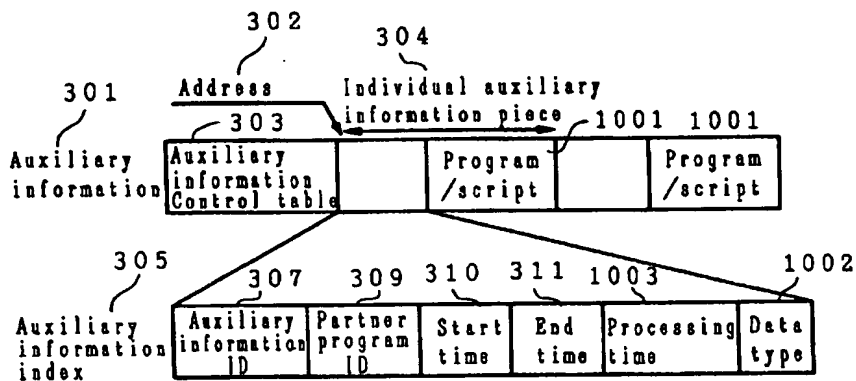 302
304
Address
Individual auxiliary
information piece
301
303
1001
1001
Auxiliary
information
Auxiliary
information
Control table
Program
/script
Program
/script
305
307
309
310
311
1003
1002
Auxiliary
information
index
Auxiliary
information
ID
Partner
program
ID
Start
time
End
time
Processing
time
Data
type